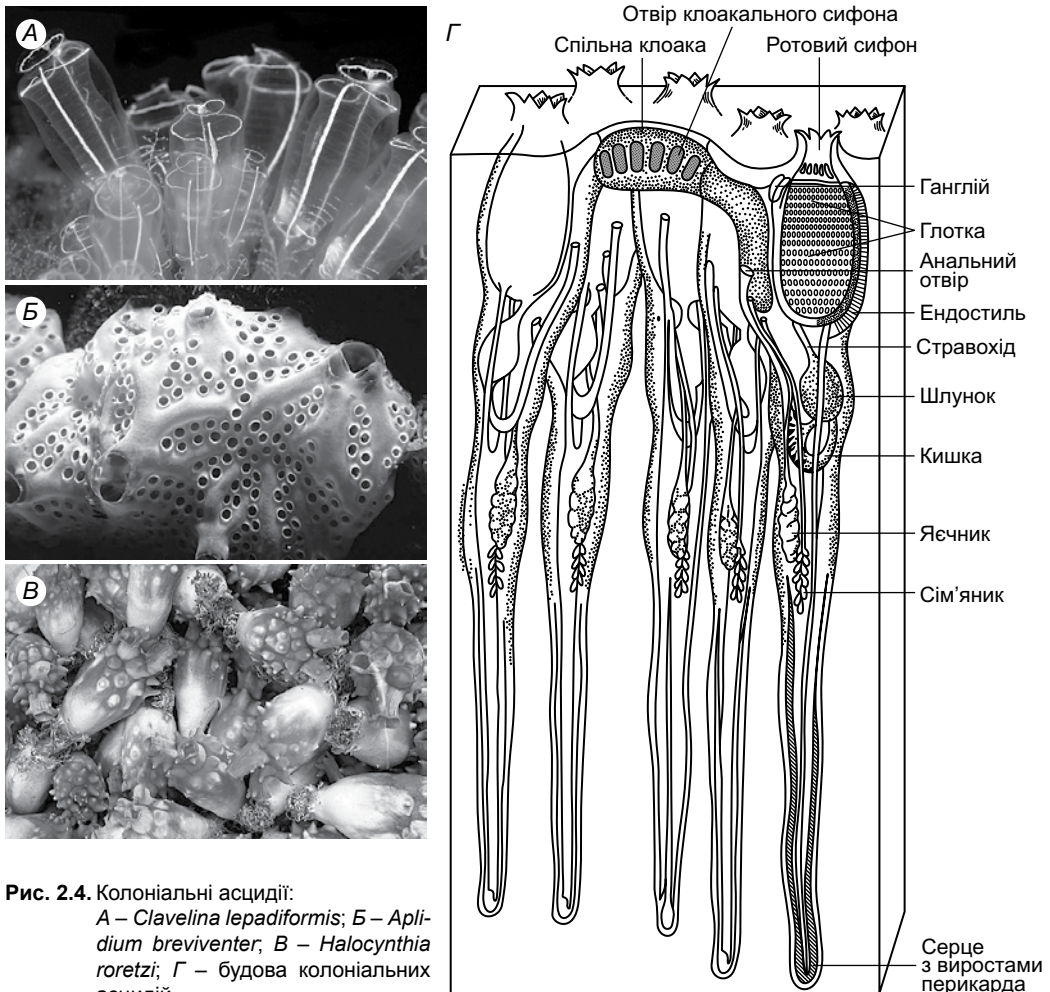 А
Б
В
Г
Отвір клоакального сифона
Спільна клоака
Ротовий сифон
Ганглій
Глотка
Анальний
отвір
Ендостиль
Стравохід
Шлунок
Кишка
Яєчник
Сім’яник
Серце
з виростами
перикарда
Рис. 2.4. Колоніальні асцидії:
А – Clavelina lepadiformis; Б – Apli-
dium breviventer; В – Halocynthia
roretzi; Г – будова колоніальних
асцидій